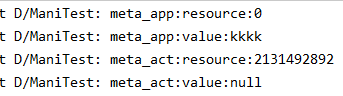 t D/ManiTest: meta_app:resource:0
t D/ManiTest: meta_app:value:kkkk
t D/ManiTest: meta_act:resource:2131492892
t D/ManiTest: meta_act:value:null